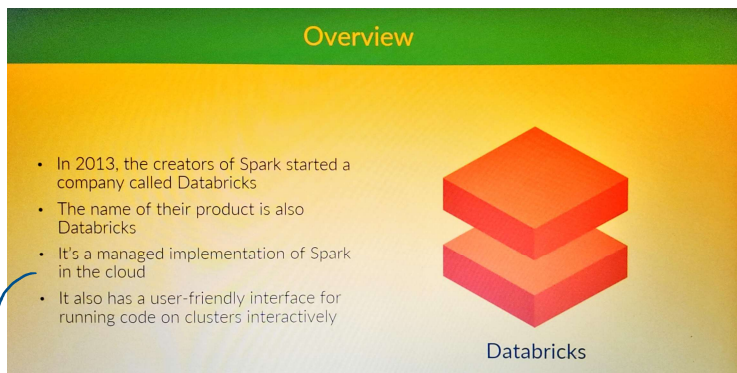 Overview
• In 2013, the creators of Spark started a
company called Databricks
• The name of their product is also
Databricks
• It's a managed implementation of Spark
in the cloud
• It also has a user-friendly interface for
running code on clusters interactively
Databricks